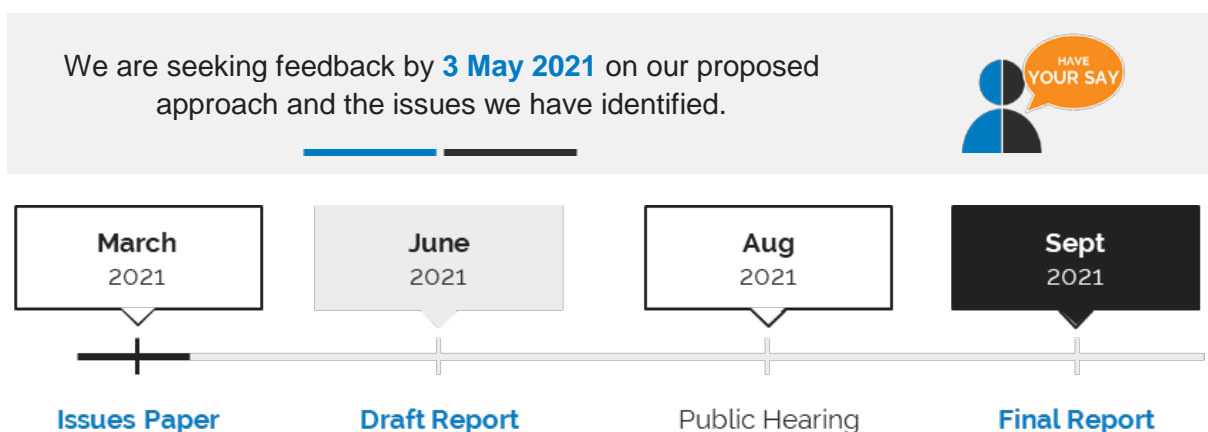 We are seeking feedback by 3 May 2021 on our proposed
approach and the issues we have identified.
HAVE
YOUR SAY
March
2021
June
2021
Aug
2021
Sept
2021
Issues Paper
Draft Report
Public Hearing
Final Report